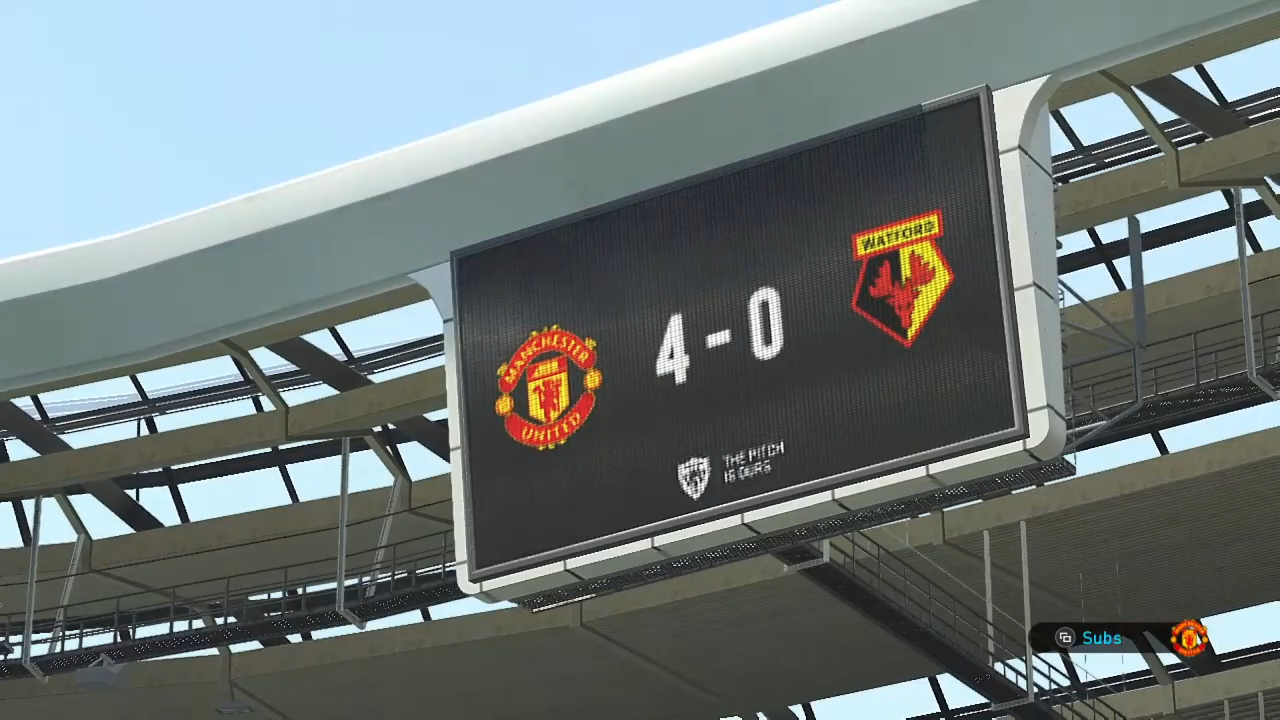 WATFORD
MANCHESTER
UNITED
4-0
THE PITCH
IS OURS
Subs